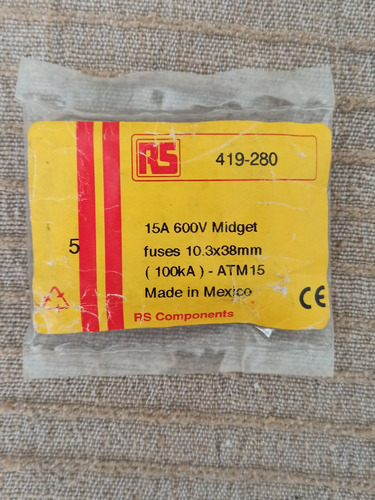 RS
419-280
15A 600V Midget
5
fuses 10.3x38mm
( 100kA ) - ATM15
Made in Mexico
CE
RS Components